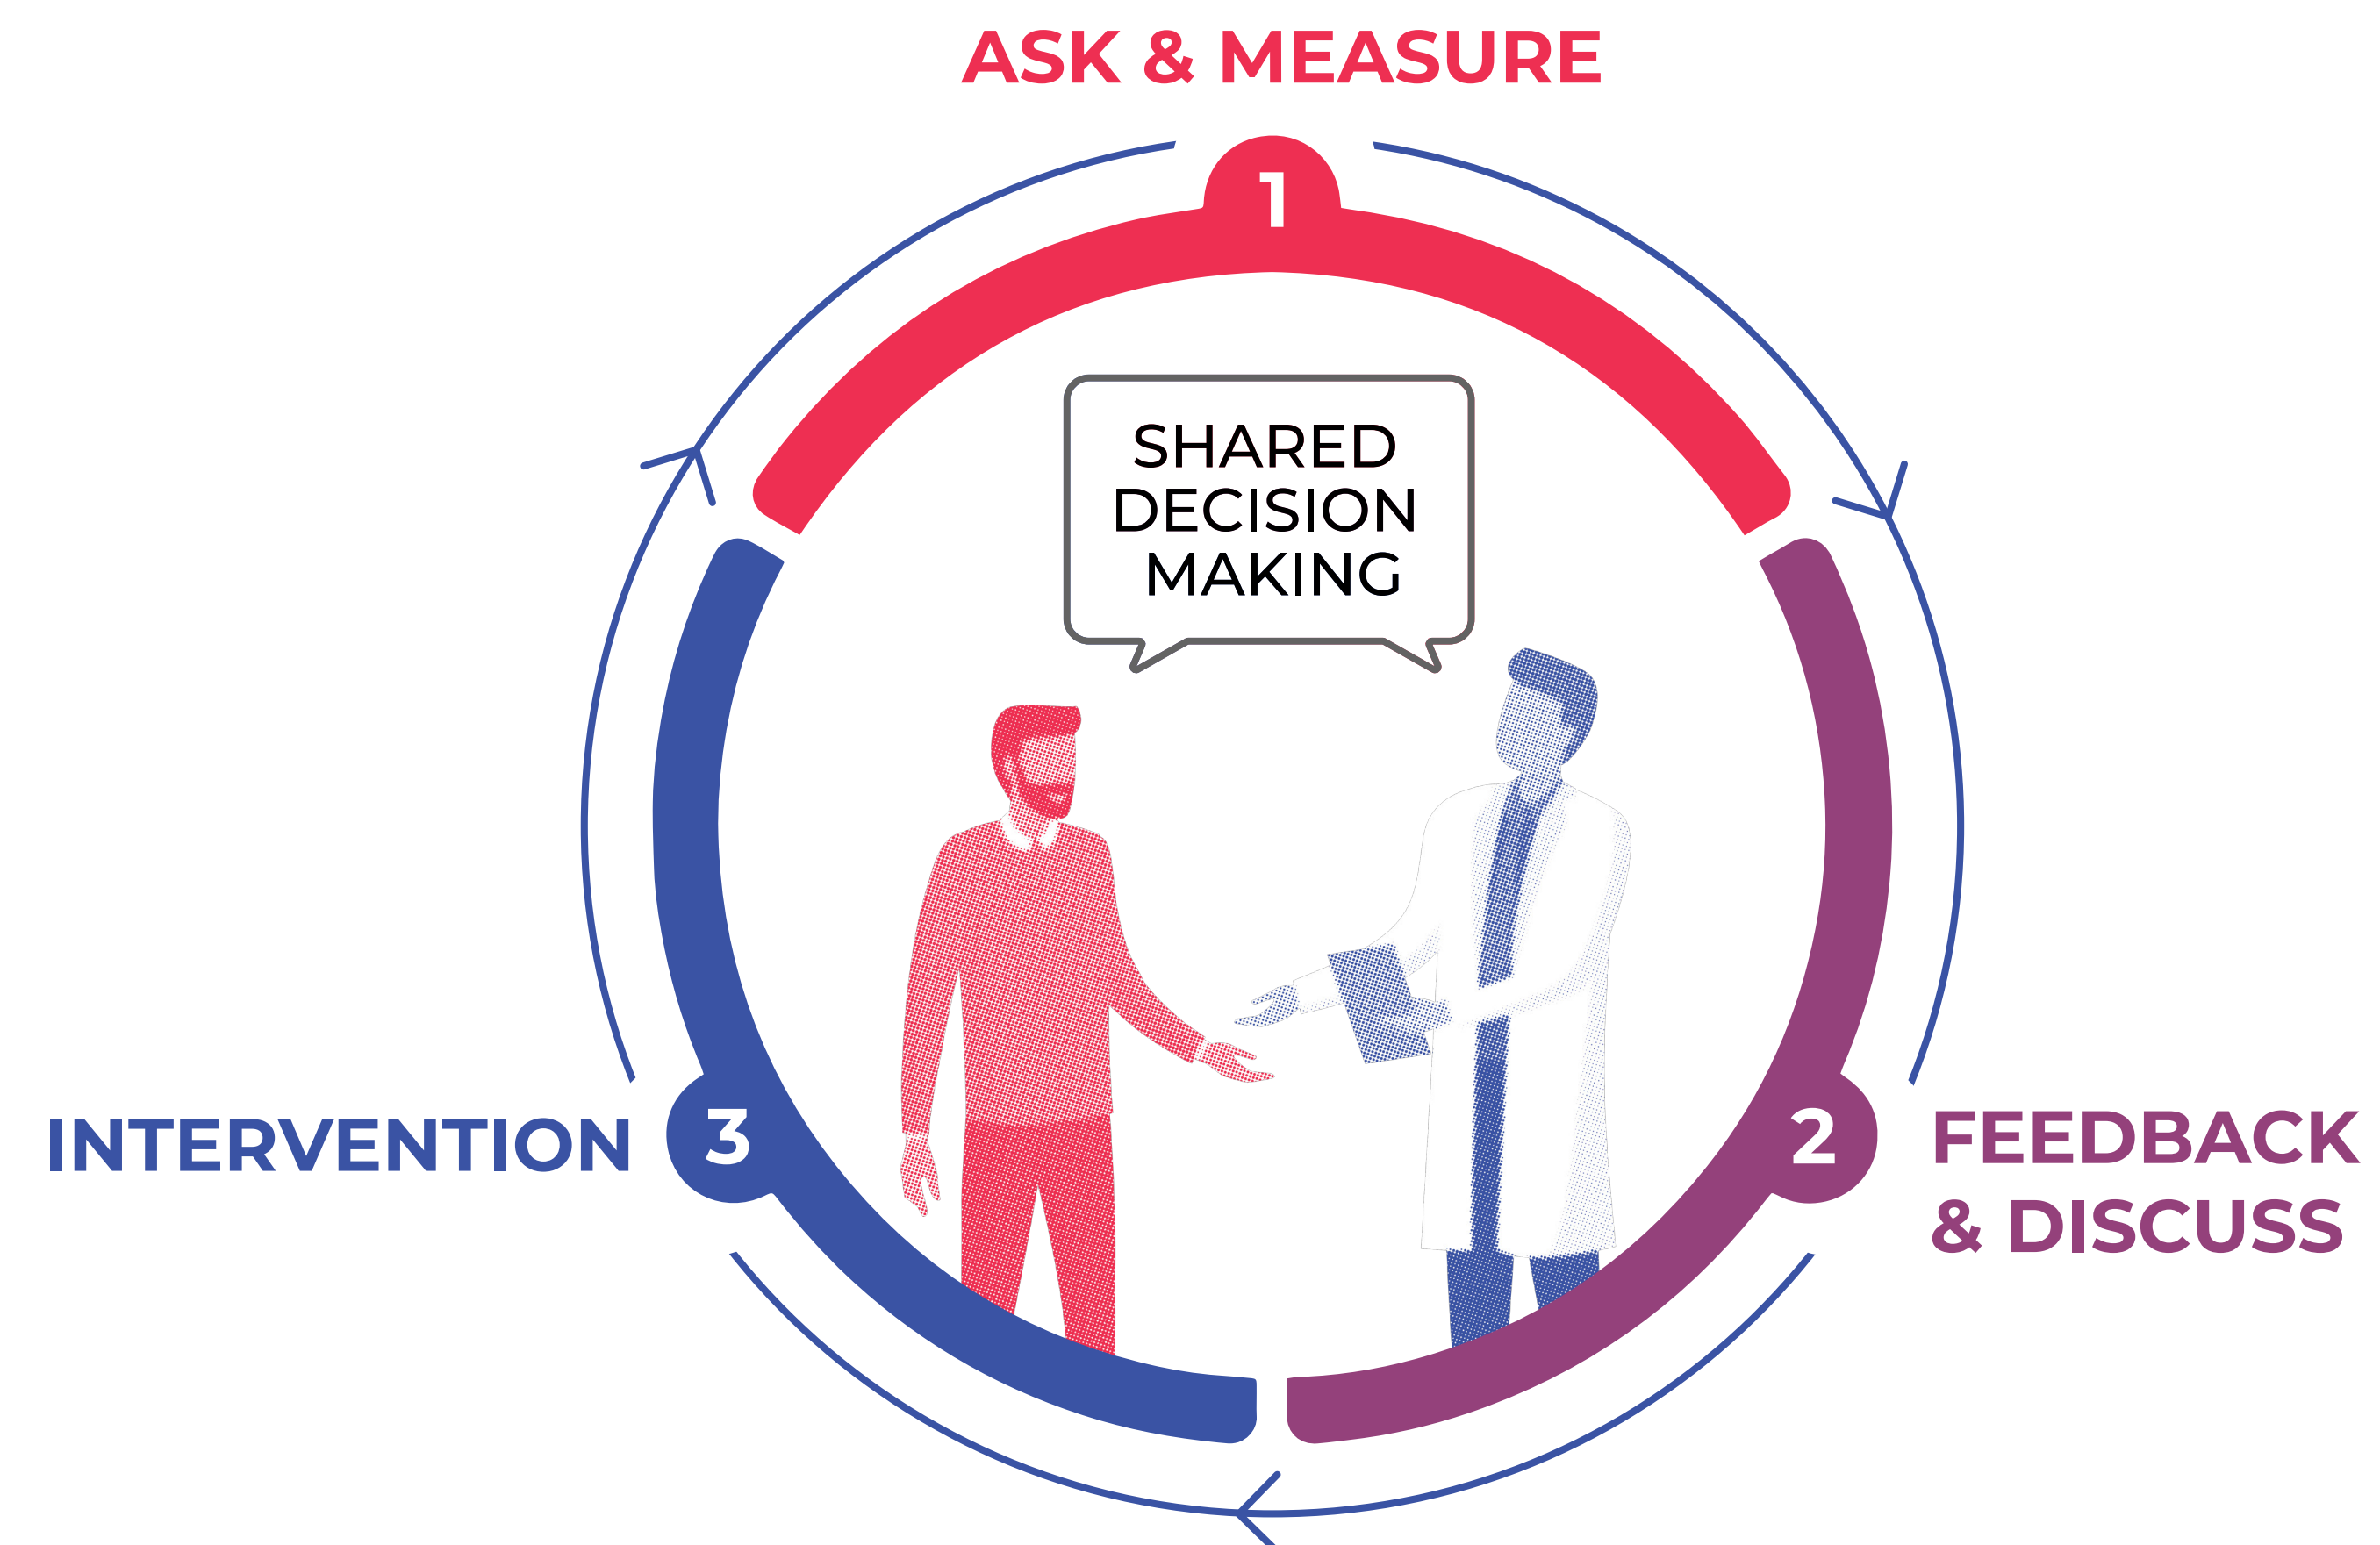 ASK & MEASURE
1
SHARED
DECISION
MAKING
INTERVENTION
3
2
FEEDBACK
& DISCUSS